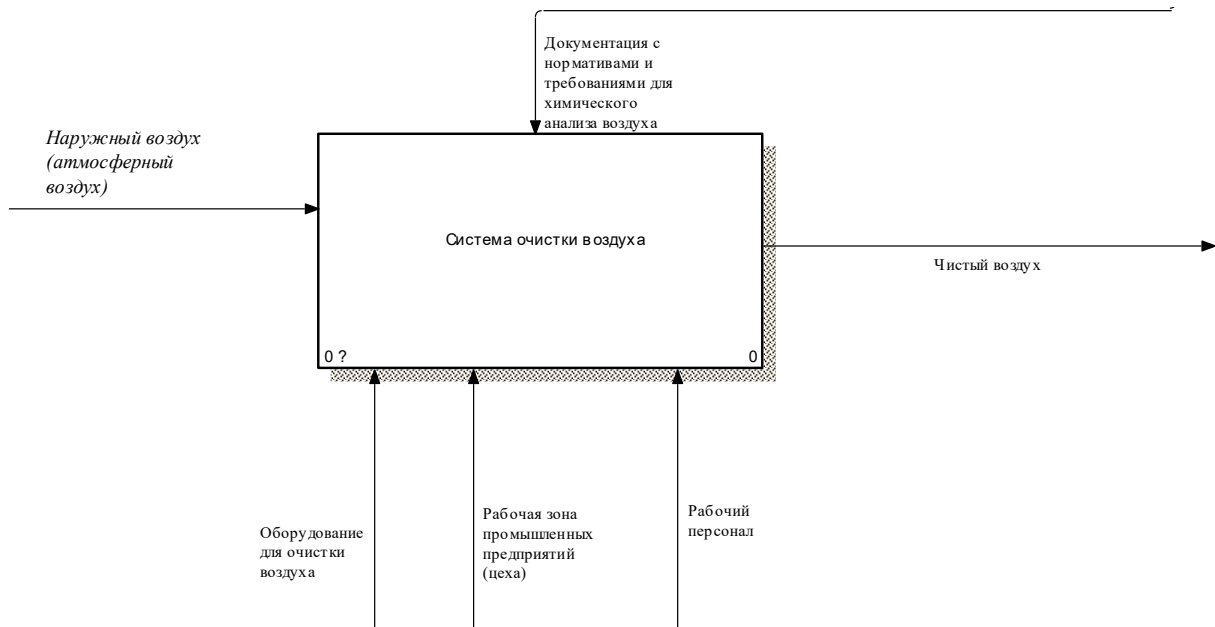 Документация с
нормативами и
требованиями для
химического
анализа воздуха
Наружный воздух
(атмосферный
воздух)
Система очистки воздуха
Чистый воздух
0 ?
0
Оборудование
для очистки
воздуха
Рабочая зона
промышленных
предприятий
(цеха)
Рабочий
персонал